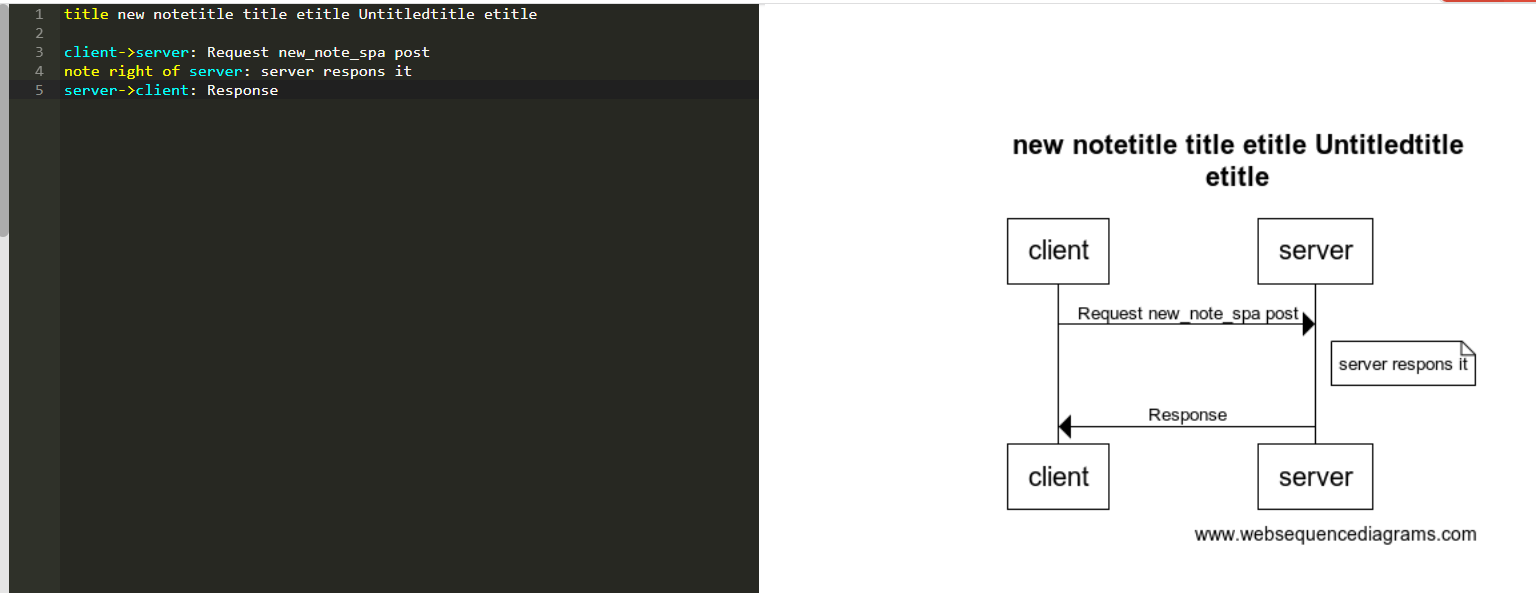 1 title new notetitle title etitle Untitledtitle etitle
2
3 client->server: Request new_note_spa post
4 note right of server: server respons it
5 server->client: Response
new notetitle title etitle Untitledtitle
etitle
client server
Request new_note_spa post
server respons it
Response
client server
www.websequencediagrams.com